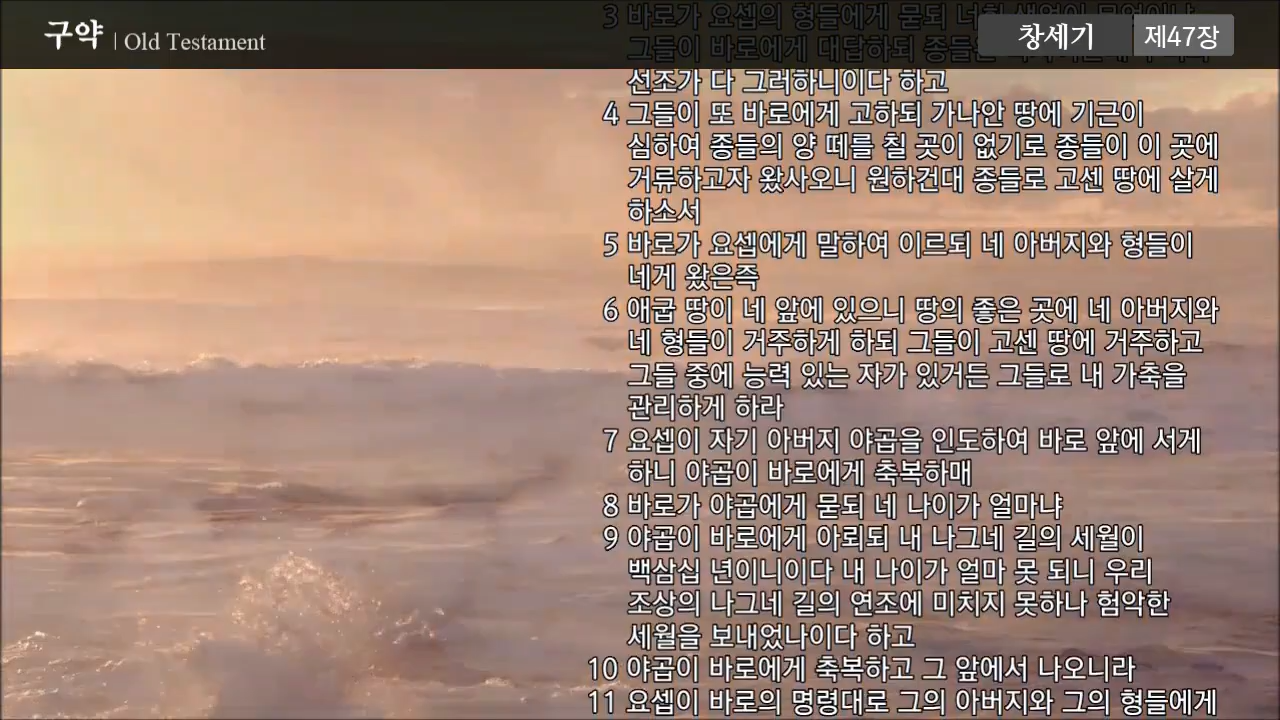 구약 | Old Testament
창세기 제47장
3 바로가 요셉의 형들에게 묻되 너희 생업이 무엇이냐
그들이 바로에게 대답하되 종들은
선조가 다 그러하니이다 하고
4 그들이 또 바로에게 고하되 가나안 땅에 기근이
심하여 종들의 양 떼를 칠 곳이 없기로 종들이 이 곳에
거류하고자 왔사오니 원하건대 종들로 고센 땅에 살게
하소서
5 바로가 요셉에게 말하여 이르되 네 아버지와 형들이
네게 왔은즉
6 애굽 땅이 네 앞에 있으니 땅의 좋은 곳에 네 아버지와
네 형들이 거주하게 하되 그들이 고센 땅에 거주하고
그들 중에 능력 있는 자가 있거든 그들로 내 가축을
관리하게 하라
7 요셉이 자기 아버지 야곱을 인도하여 바로 앞에 서게
하니 야곱이 바로에게 축복하매
8 바로가 야곱에게 묻되 네 나이가 얼마냐
9 야곱이 바로에게 아뢰되 내 나그네 길의 세월이
백삼십 년이니이다 내 나이가 얼마 못 되니 우리
조상의 나그네 길의 연조에 미치지 못하나 험악한
세월을 보내었나이다 하고
10 야곱이 바로에게 축복하고 그 앞에서 나오니라
11 요셉이 바로의 명령대로 그의 아버지와 그의 형들에게